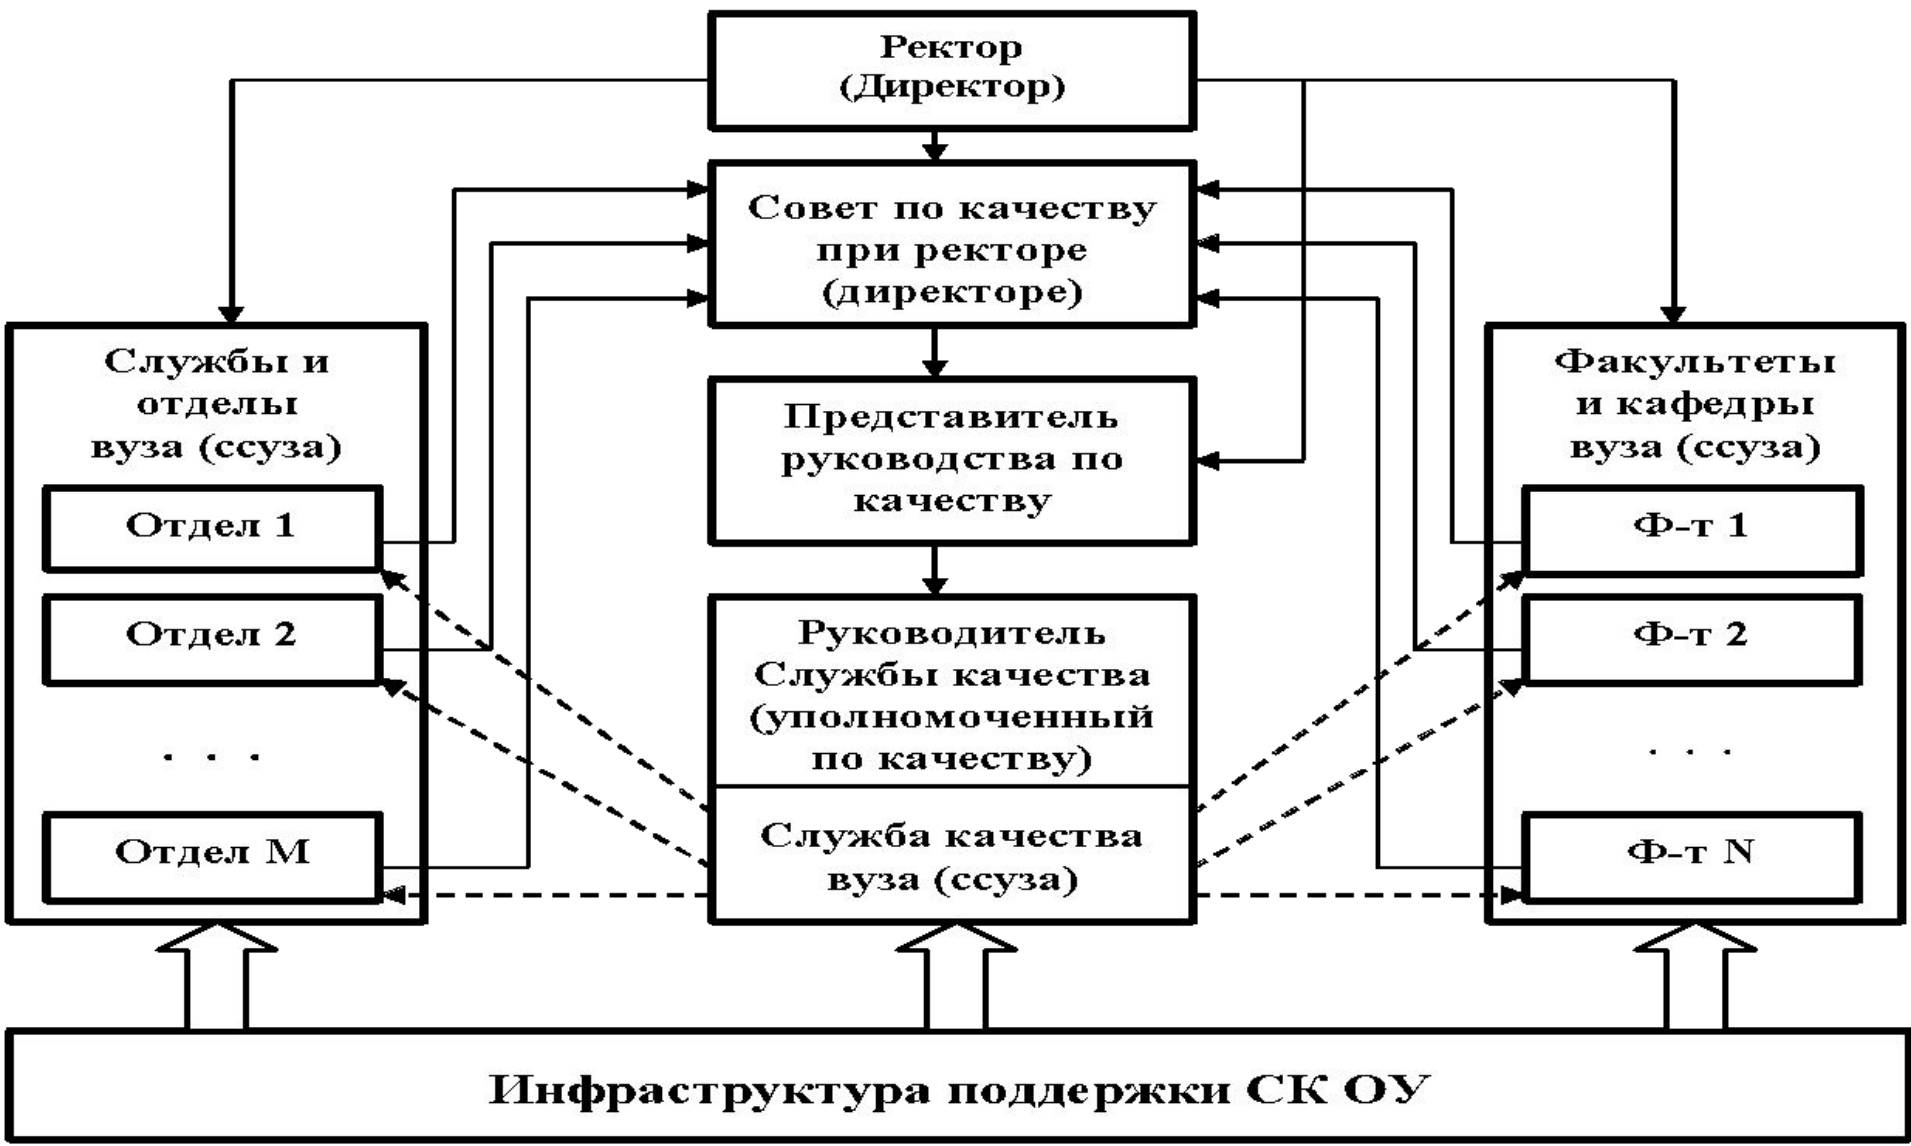 Ректор
(Директор)
Совет по качеству
при ректоре
(директоре)
Службы и
отделы
вуза (ссуза)
Отдел 1
Отдел 2
. . .
Отдел М
Представитель
руководства по
качеству
Руководитель
Службы качества
(уполномоченный
по качеству)
Служба качества
вуза (ссуза)
Факультеты
и кафедры
вуза (ссуза)
Ф-т 1
Ф-т 2
. . .
Ф-т N
Инфраструктура поддержки СК ОУ